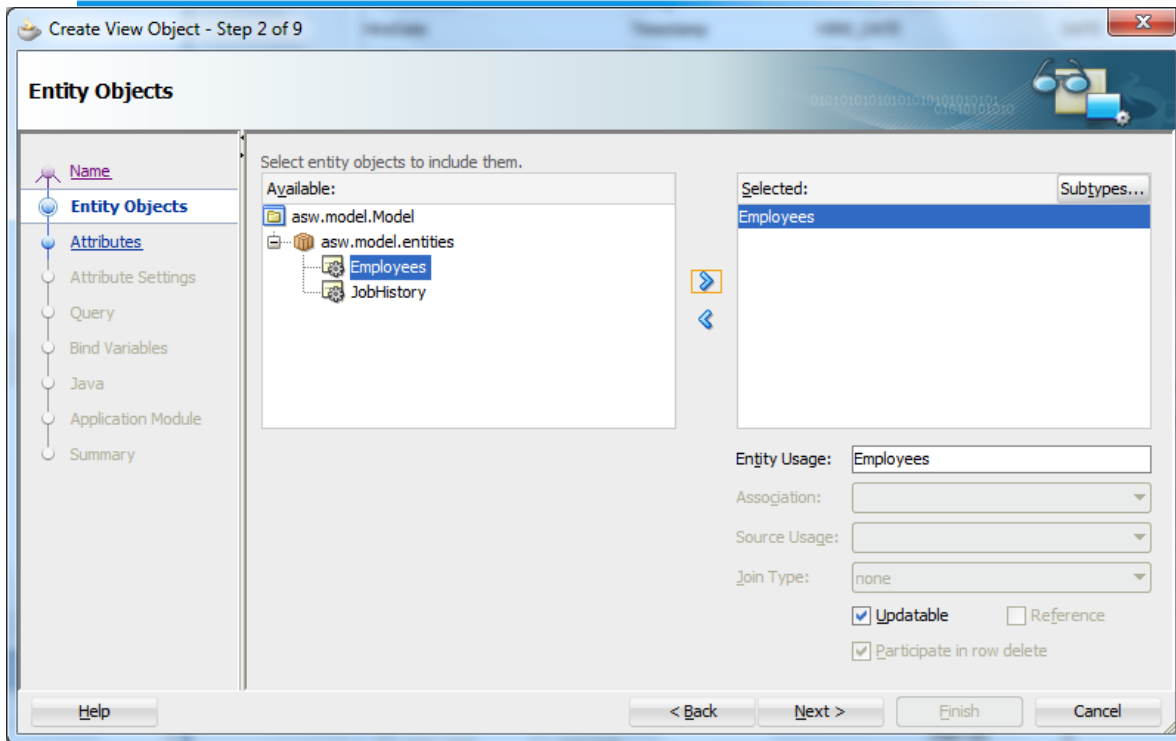 Create View Object - Step 2 of 9
Entity Objects
Name
Entity Objects
Attributes
Attribute Settings
Query
Bind Variables
Java
Application Module
Summary
Select entity objects to include them.
Available:
asw.model.Model
asw.model.entities
Employees
JobHistory
Selected:
Subtypes...
Employees
Entity Usage: Employees
Association:
Source Usage:
Join Type: none
Updatable Reference
Participate in row delete
Help < Back Next > Finish Cancel